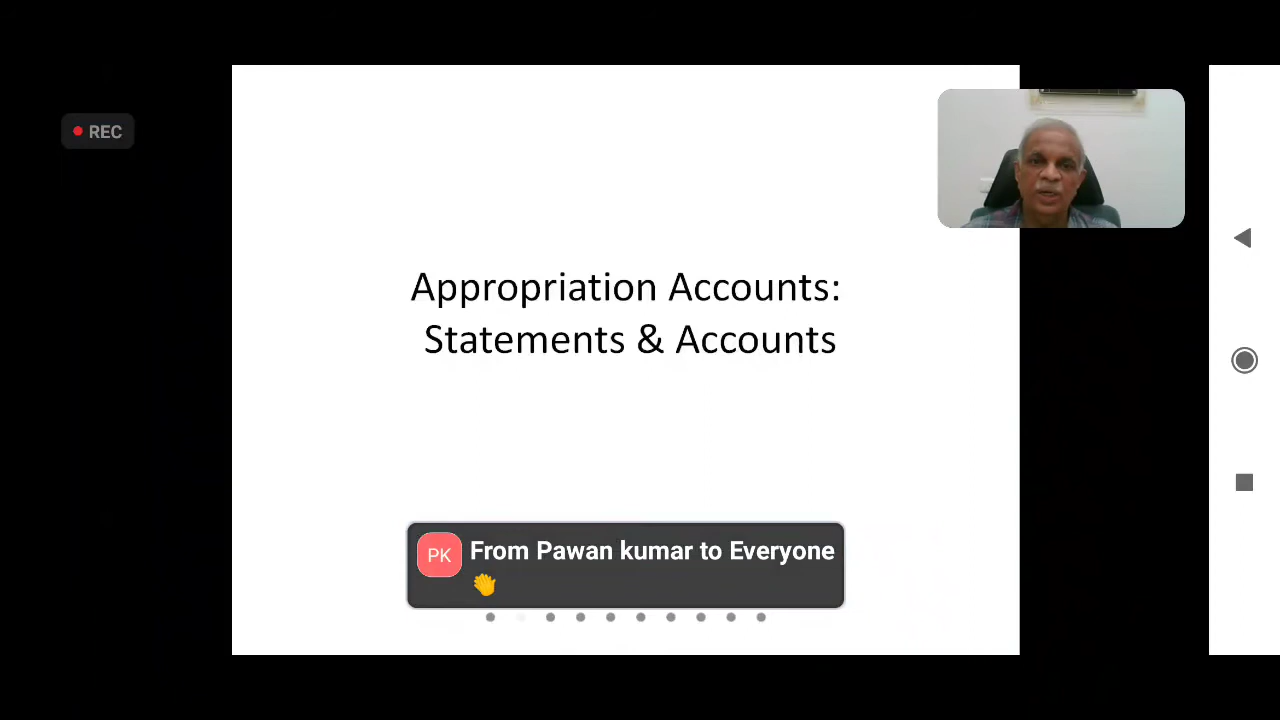 REC
Appropriation Accounts:
Statements & Accounts
PK
From Pawan kumar to Everyone
👋